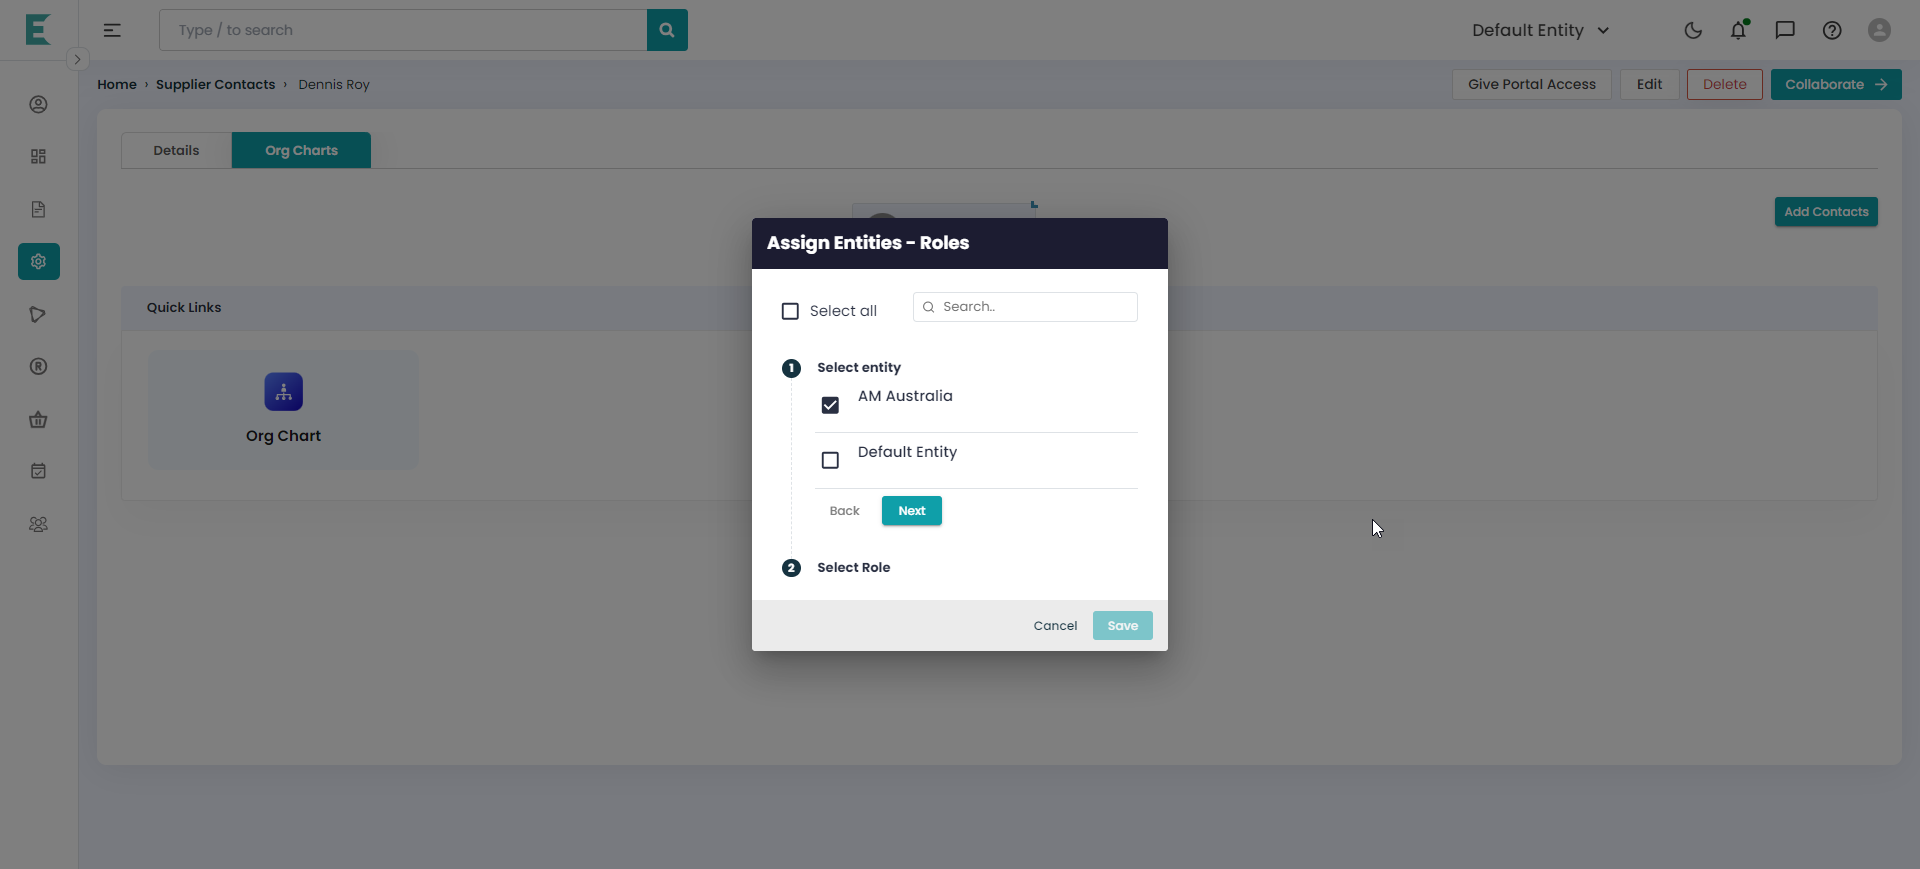 E
Type / to search
Default Entity
Home › Supplier Contacts › Dennis Roy
Give Portal Access
Edit
Delete
Collaborate
Details
Org Charts
Add Contacts
Quick Links
Org Chart
Assign Entities - Roles
Select all
Search..
1 Select entity
AM Australia
Default Entity
Back
Next
2 Select Role
Cancel
Save